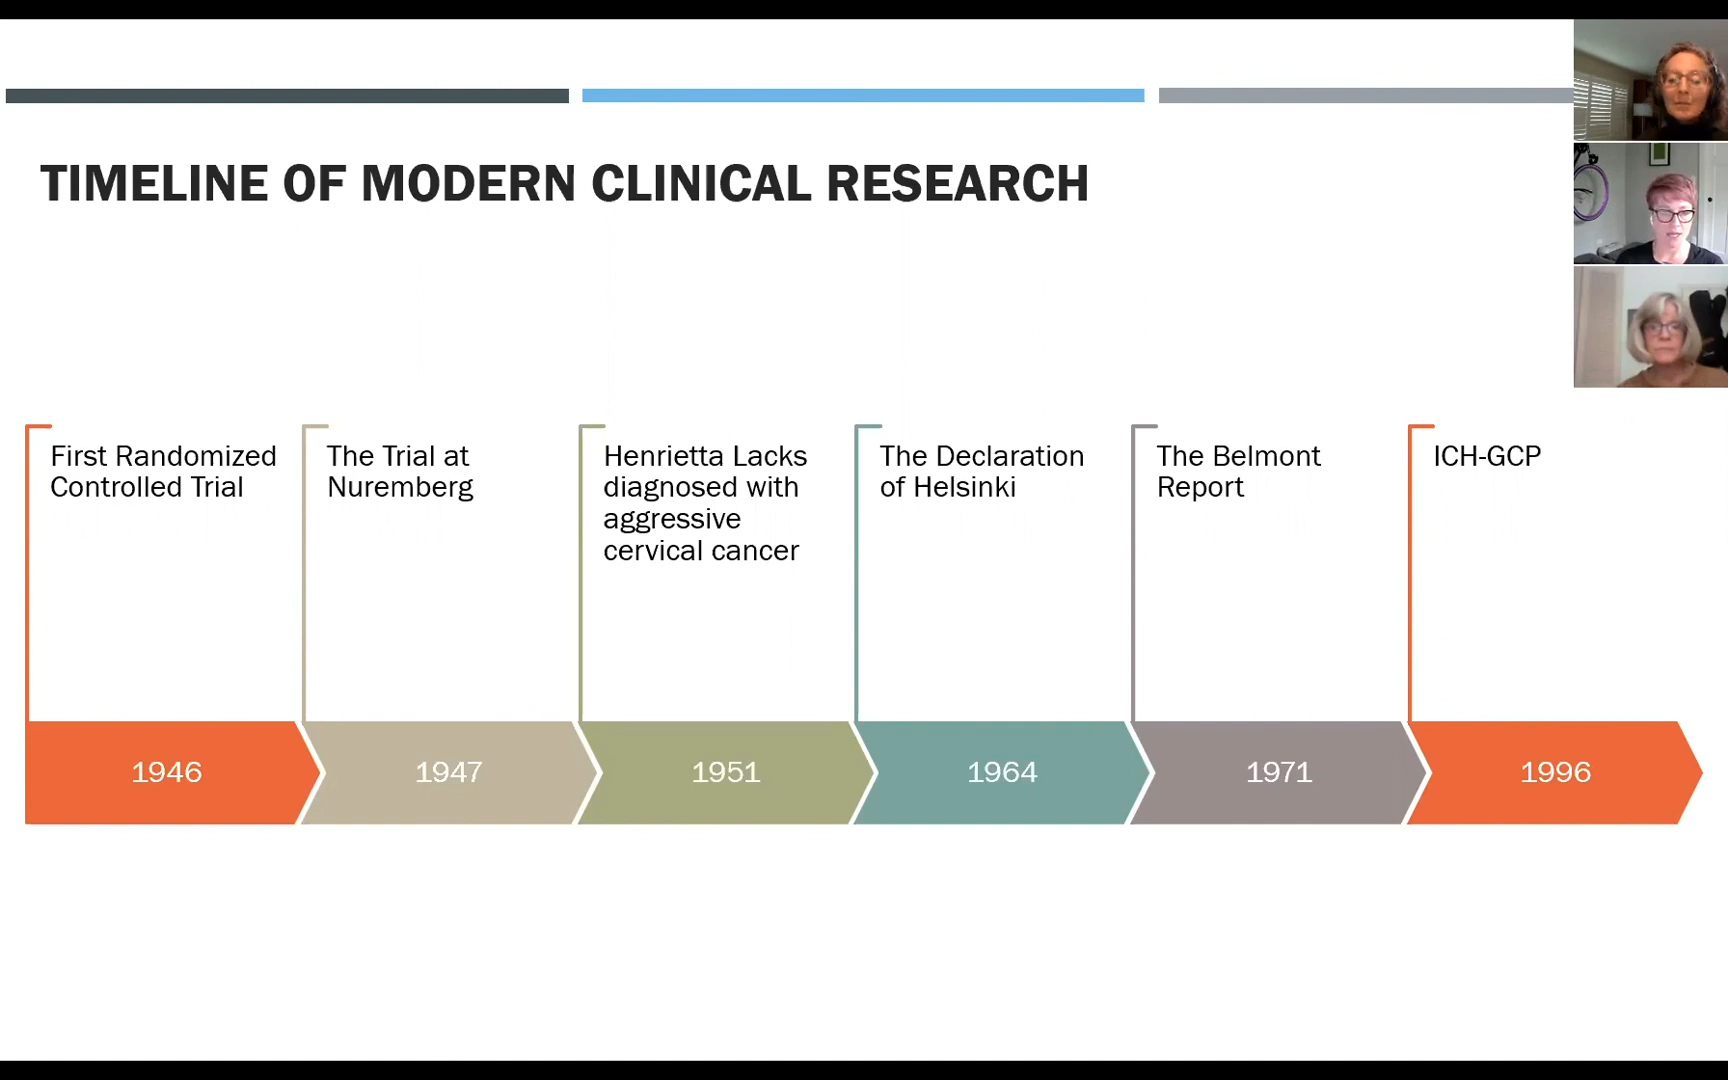 TIMELINE OF MODERN CLINICAL RESEARCH
First Randomized
Controlled Trial
The Trial at
Nuremberg
Henrietta Lacks
diagnosed with
aggressive
cervical cancer
The Declaration
of Helsinki
The Belmont
Report
ICH-GCP
1946
1947
1951
1964
1971
1996